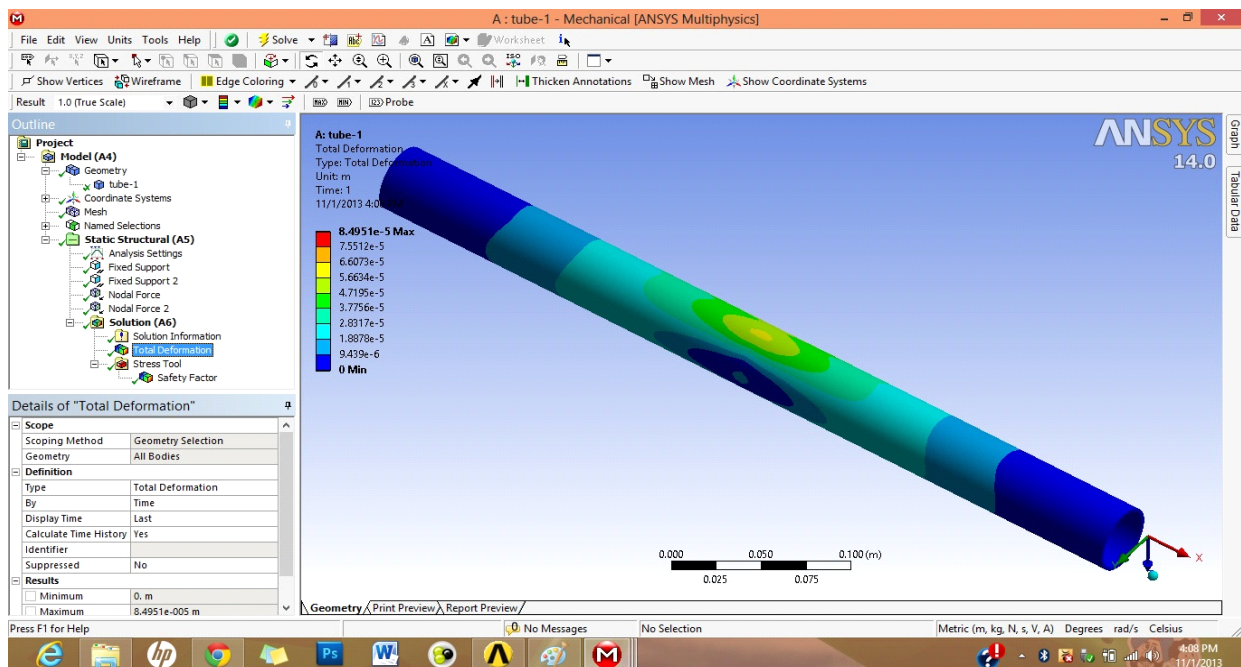 A : tube-1 - Mechanical [ANSYS Multiphysics]
File Edit View Units Tools Help Solve Worksheet
Show Vertices Wireframe Edge Coloring Thicken Annotations Show Mesh Show Coordinate Systems
Result 1.0 (True Scale) MAX MIN Probe
Outline
Project
Model (A4)
Geometry
tube-1
Coordinate Systems
Mesh
Named Selections
Static Structural (A5)
Analysis Settings
Fixed Support
Fixed Support 2
Nodal Force
Nodal Force 2
Solution (A6)
Solution Information
Total Deformation
Stress Tool
Safety Factor
Details of "Total Deformation"
Scope
Scoping Method Geometry Selection
Geometry All Bodies
Definition
Type Total Deformation
By Time
Display Time Last
Calculate Time History Yes
Identifier
Suppressed No
Results
Minimum 0. m
Maximum 8.4951e-005 m
A: tube-1
Total Deformation
Type: Total Deformation
Unit: m
Time: 1
11/1/2013 4:0
8.4951e-5 Max
7.5512e-5
6.6073e-5
5.6634e-5
4.7195e-5
3.7756e-5
2.8317e-5
1.8878e-5
9.439e-6
0 Min
ANSYS
14.0
0.000 0.050 0.100 (m)
0.025 0.075
X
Graph
Tabular Data
Geometry Print Preview Report Preview
Press F1 for Help 0 No Messages No Selection Metric (m, kg, N, s, V, A) Degrees rad/s Celsius
hp Ps W M
4:08 PM
11/1/2013